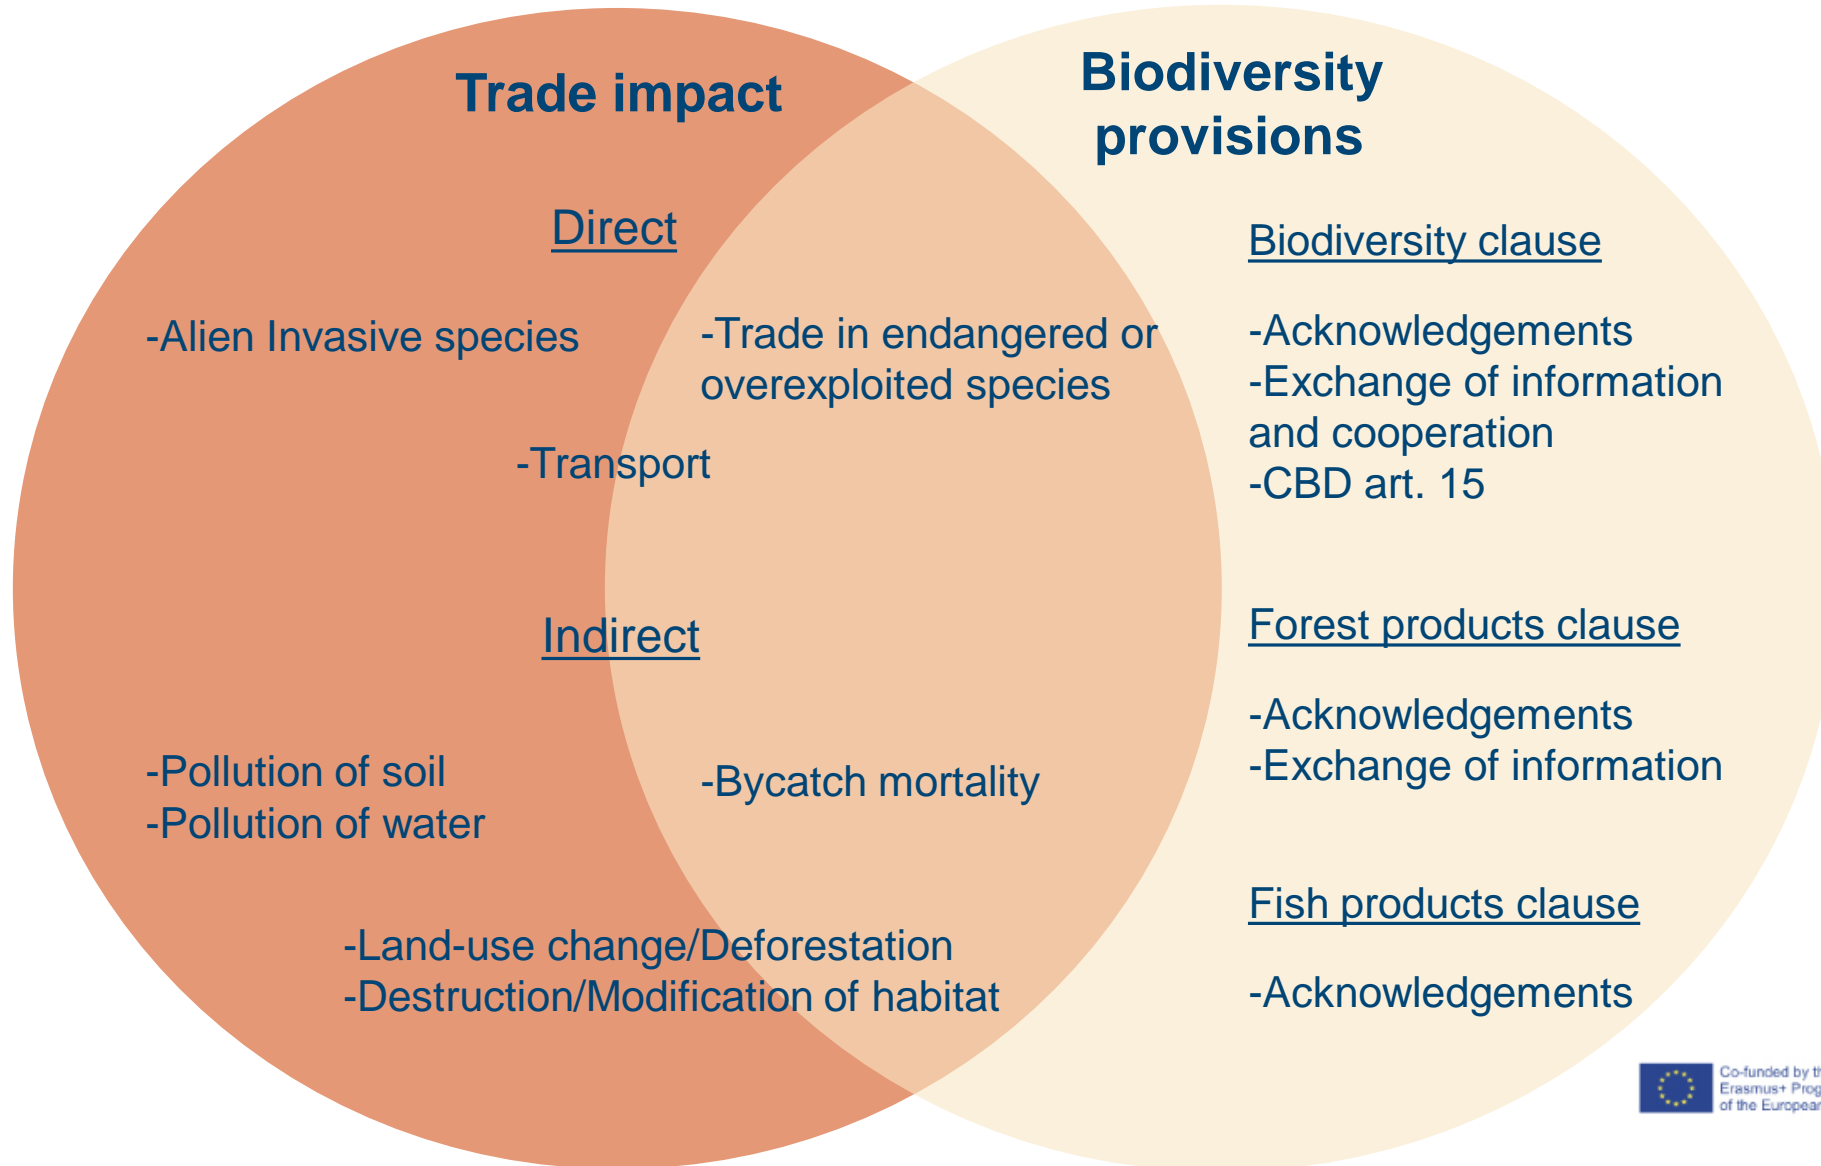 Trade impact
Biodiversity
provisions
Direct
-Alien Invasive species
-Trade in endangered or
overexploited species
-Transport
Indirect
-Pollution of soil
-Pollution of water
-Bycatch mortality
-Land-use change/Deforestation
-Destruction/Modification of habitat
Biodiversity clause
-Acknowledgements
-Exchange of information
and cooperation
-CBD art. 15
Forest products clause
-Acknowledgements
-Exchange of information
Fish products clause
-Acknowledgements
Co-funded by
Erasmus+
of the European